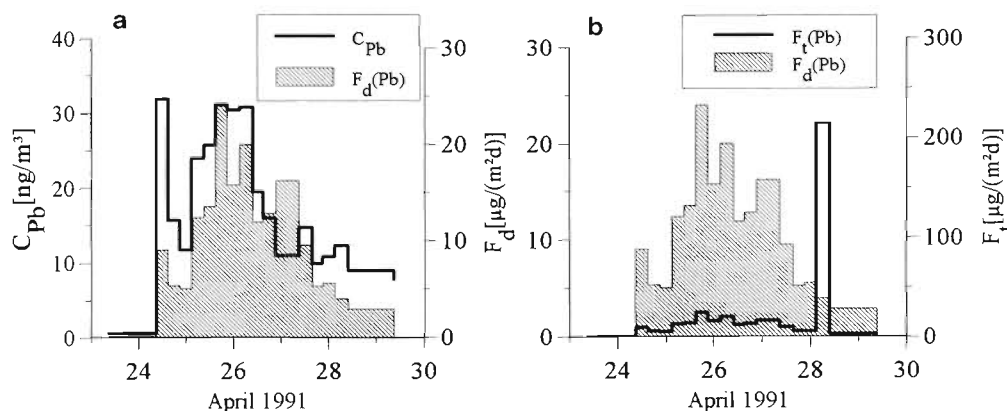 a
C_Pb
F_d(Pb)
40
30
20
10
0
C_Pb[ng/m³]
30
20
10
0
F_d[µg/(m²d)]
24
26
28
30
April 1991
b
F_t(Pb)
F_d(Pb)
30
20
10
0
300
200
100
0
F_t[µg/(m²d)]
24
26
28
30
April 1991